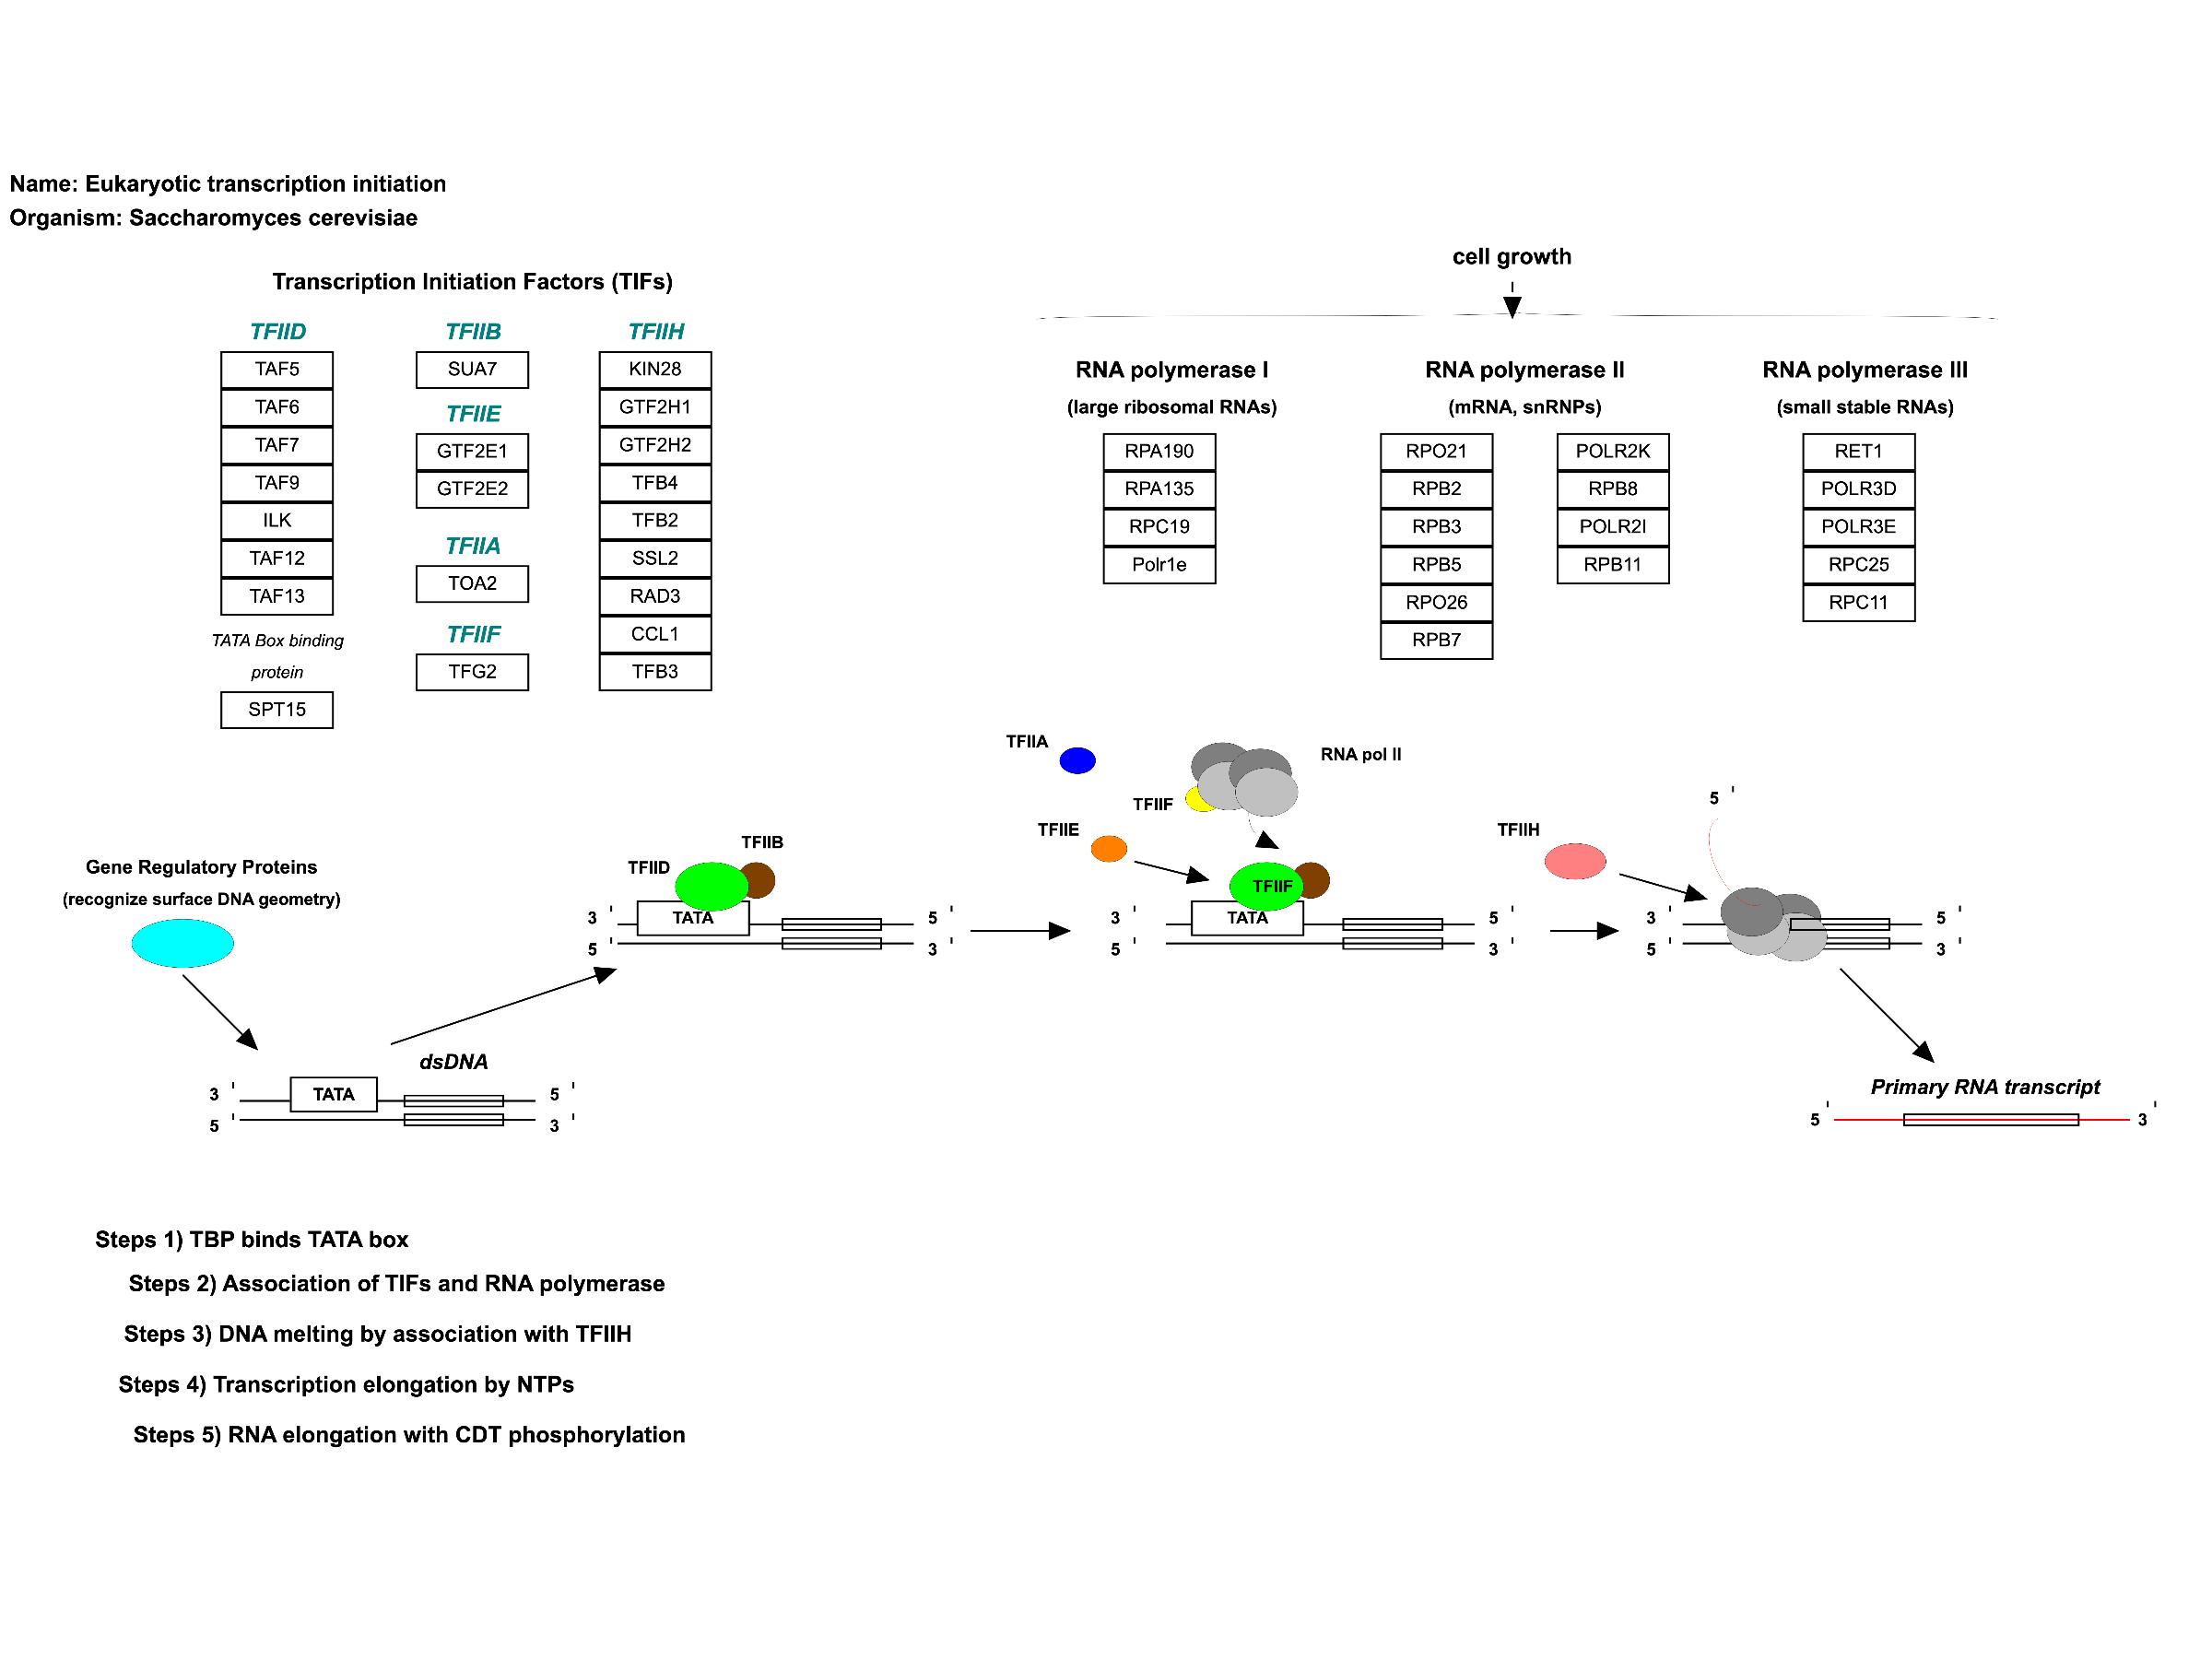 Name: Eukaryotic transcription initiation
Organism: Saccharomyces cerevisiae
Transcription Initiation Factors (TIFs)
TFIID
TAF5
TAF6
TAF7
TAF9
ILK
TAF12
TAF13
TATA Box binding
protein
SPT15
TFIIB
SUA7
TFIIE
GTF2E1
GTF2E2
TFIIA
TOA2
TFIIF
TFG2
TFIIH
KIN28
GTF2H1
GTF2H2
TFB4
TFB2
SSL2
RAD3
CCL1
TFB3
cell growth
RNA polymerase I
(large ribosomal RNAs)
RPA190
RPA135
RPC19
Polr1e
RNA polymerase II
(mRNA, snRNPs)
RPO21
RPB2
RPB3
RPB5
RPO26
RPB7
POLR2K
RPB8
POLR2I
RPB11
RNA polymerase III
(small stable RNAs)
RET1
POLR3D
POLR3E
RPC25
RPC11
Gene Regulatory Proteins
(recognize surface DNA geometry)
dsDNA
3 ' TATA 5 '
5 ' 3 '
TFIID
TFIIB
3 ' TATA 5 '
5 ' 3 '
TFIIA
RNA pol II
TFIIF
TFIIE
TFIIF
3 ' TATA 5 '
5 ' 3 '
TFIIH
5 '
3 ' 5 '
5 ' 3 '
Primary RNA transcript
5 ' 3 '
Steps 1) TBP binds TATA box
Steps 2) Association of TIFs and RNA polymerase
Steps 3) DNA melting by association with TFIIH
Steps 4) Transcription elongation by NTPs
Steps 5) RNA elongation with CDT phosphorylation